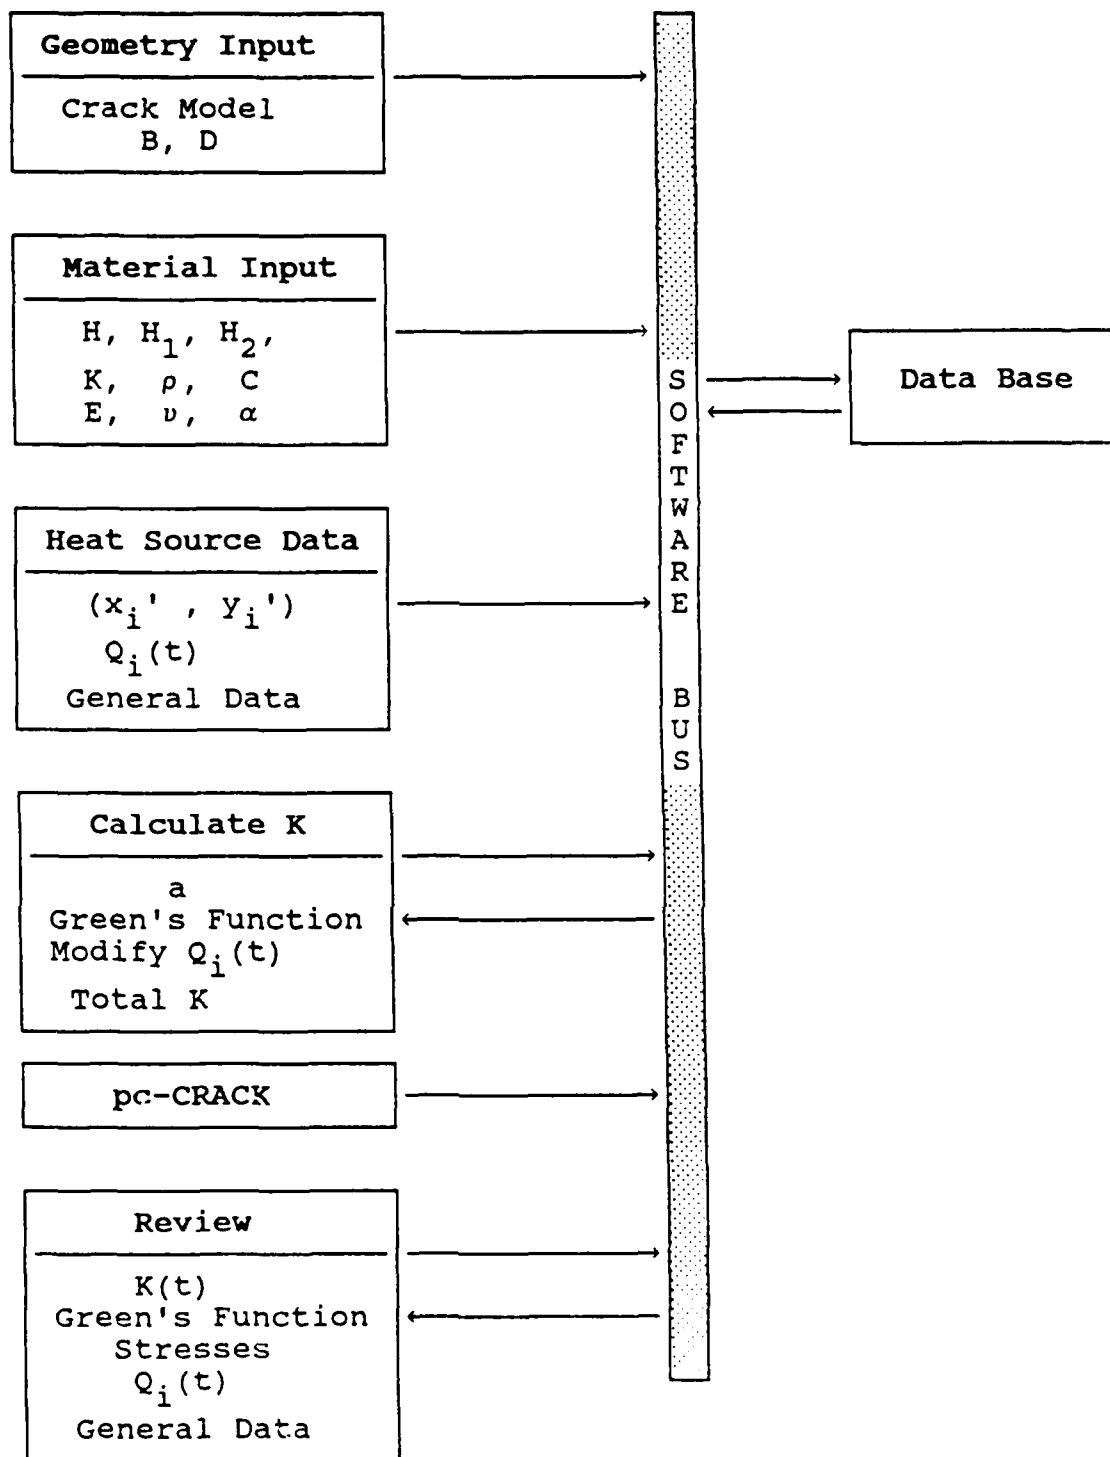 Geometry Input
Crack Model
B, D
Material Input
H, H₁, H₂,
K, ρ, C
E, ν, α
Heat Source Data
(xᵢ' , yᵢ')
Qᵢ(t)
General Data
Calculate K
a
Green's Function
Modify Qᵢ(t)
Total K
pc-CRACK
Review
K(t)
Green's Function
Stresses
Qᵢ(t)
General Data
SOFTWARE BUS
Data Base